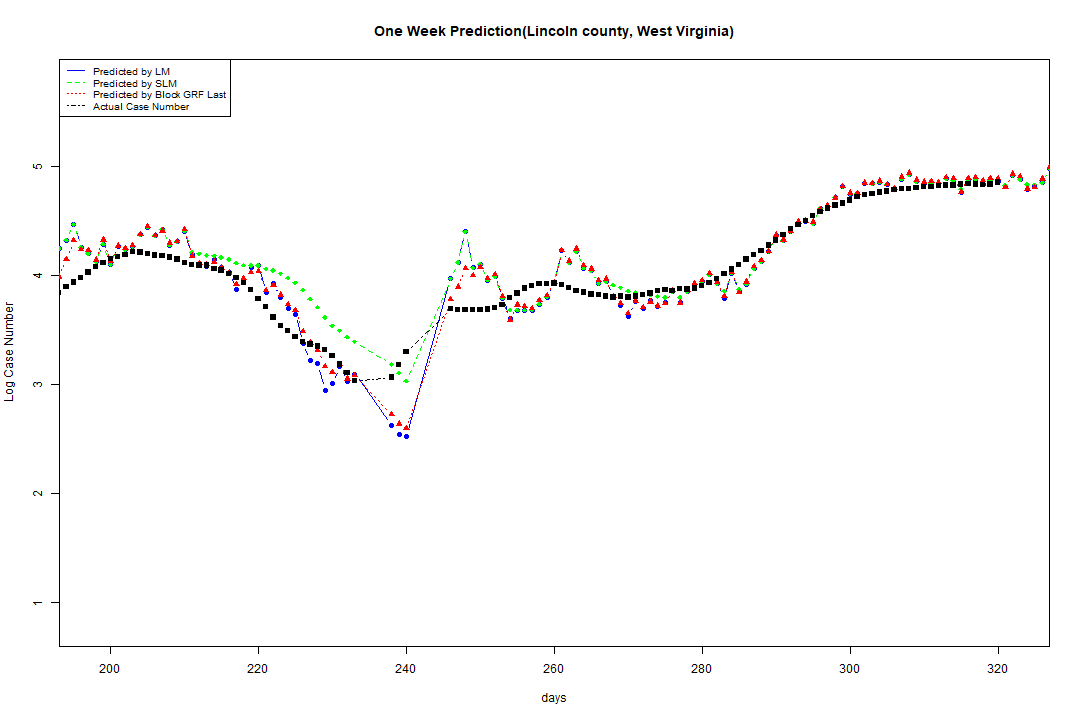 One Week Prediction(Lincoln county, West Virginia)
Predicted by LM
Predicted by SLM
Predicted by Block GRF Last
Actual Case Number
5
4
3
2
1
Log Case Number
200 220 240 260 280 300 320
days